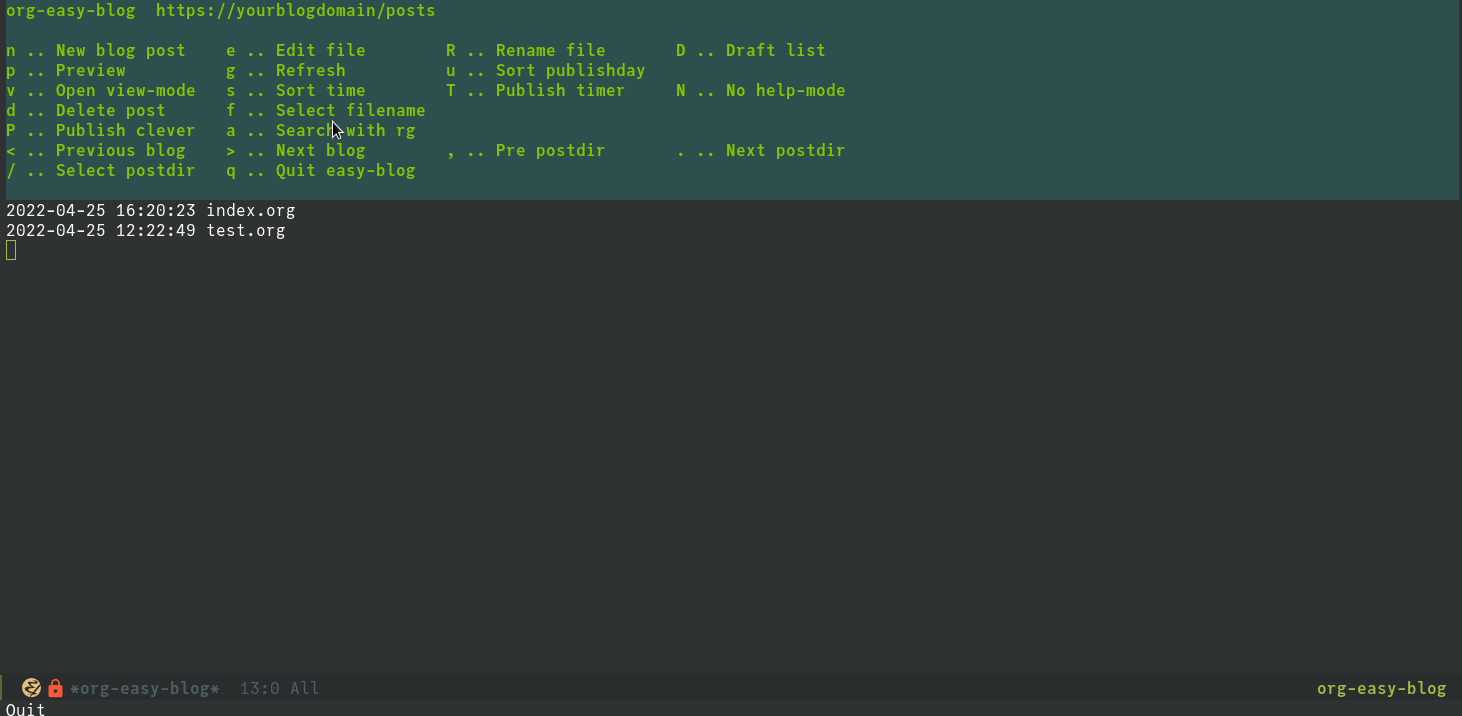 org-easy-blog  https://yourblogdomain/posts
n .. New blog post    e .. Edit file        R .. Rename file       D .. Draft list
p .. Preview          g .. Refresh          u .. Sort publishday
v .. Open view-mode   s .. Sort time        T .. Publish timer     N .. No help-mode
d .. Delete post      f .. Select filename
P .. Publish clever   a .. Search with rg
< .. Previous blog    > .. Next blog        , .. Pre postdir       . .. Next postdir
/ .. Select postdir   q .. Quit easy-blog
2022-04-25 16:20:23 index.org
2022-04-25 12:22:49 test.org
*org-easy-blog*  13:0 All    org-easy-blog
Quit